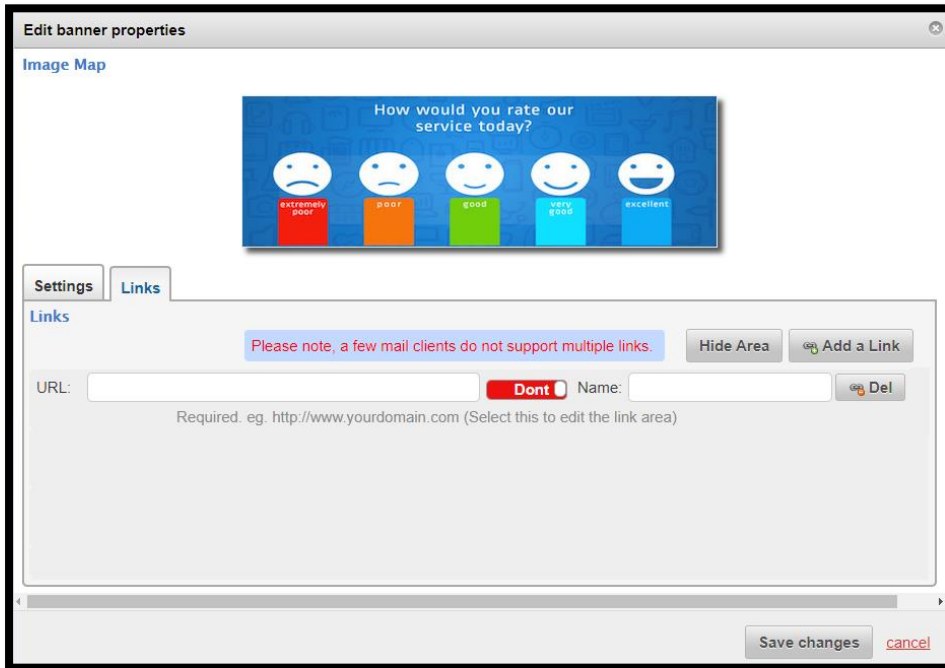 Edit banner properties
Image Map
How would you rate our
service today?
extremely
poor
poor
good
very
good
excellent
Settings
Links
Links
Please note, a few mail clients do not support multiple links.
Hide Area
Add a Link
URL:
Dont
Name:
Del
Required. eg. http://www.yourdomain.com (Select this to edit the link area)
Save changes
cancel